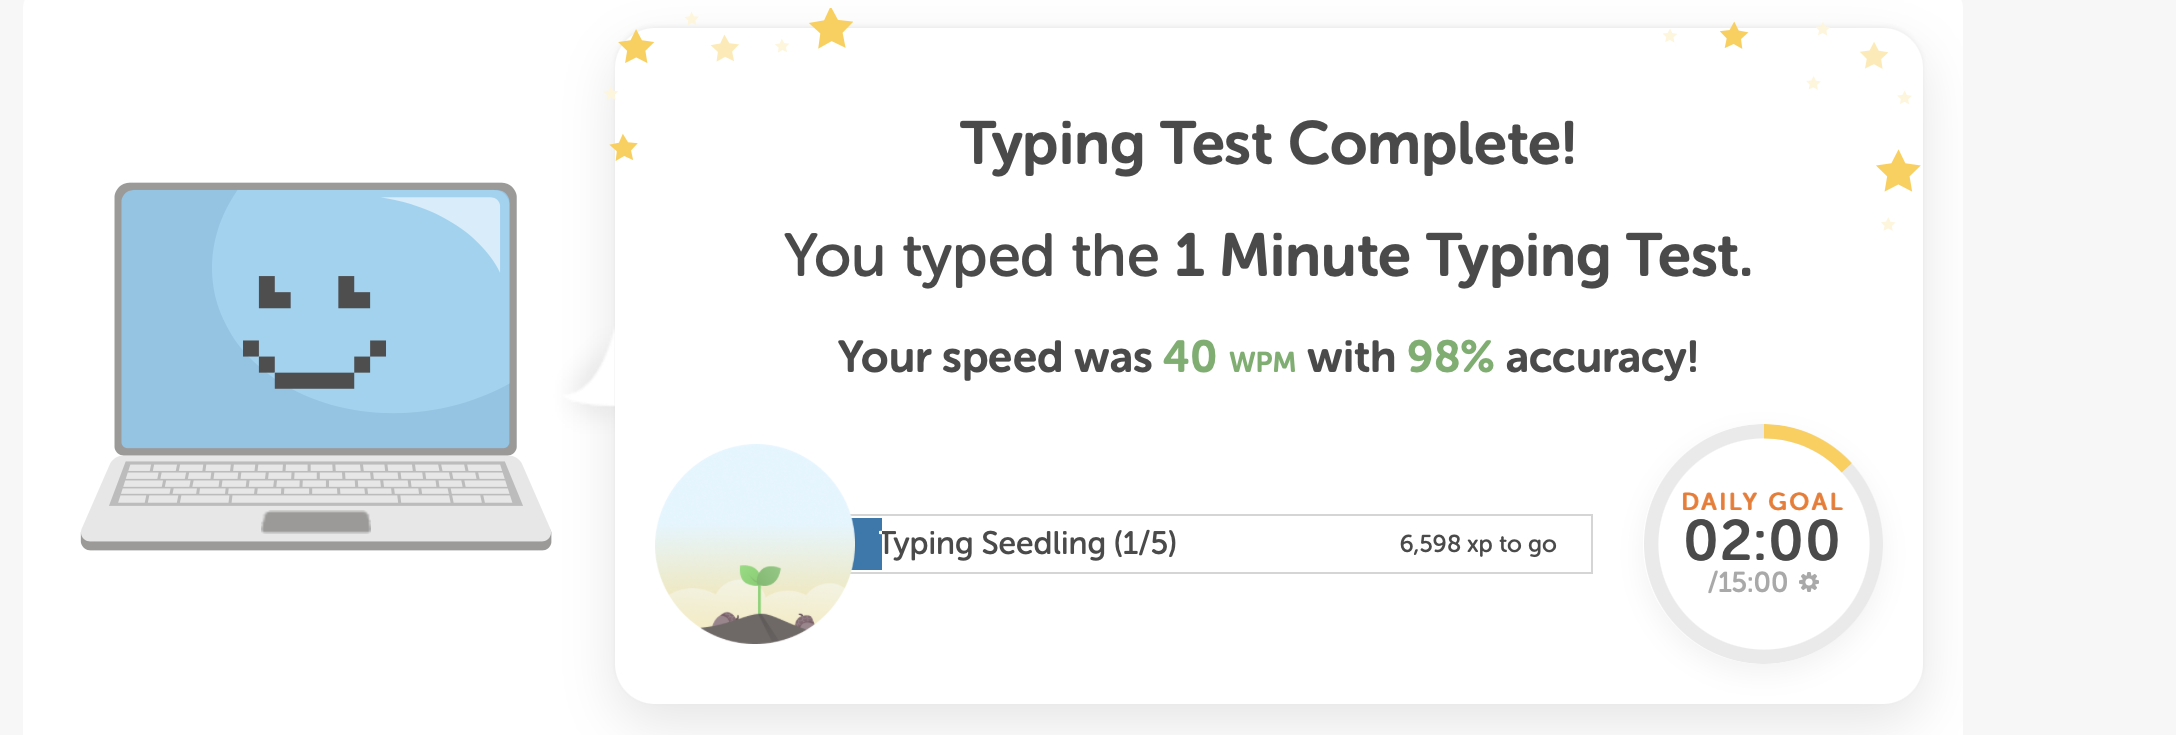 Typing Test Complete!
You typed the 1 Minute Typing Test.
Your speed was 40 WPM with 98% accuracy!
Typing Seedling (1/5)
6,598 xp to go
DAILY GOAL
02:00
/15:00